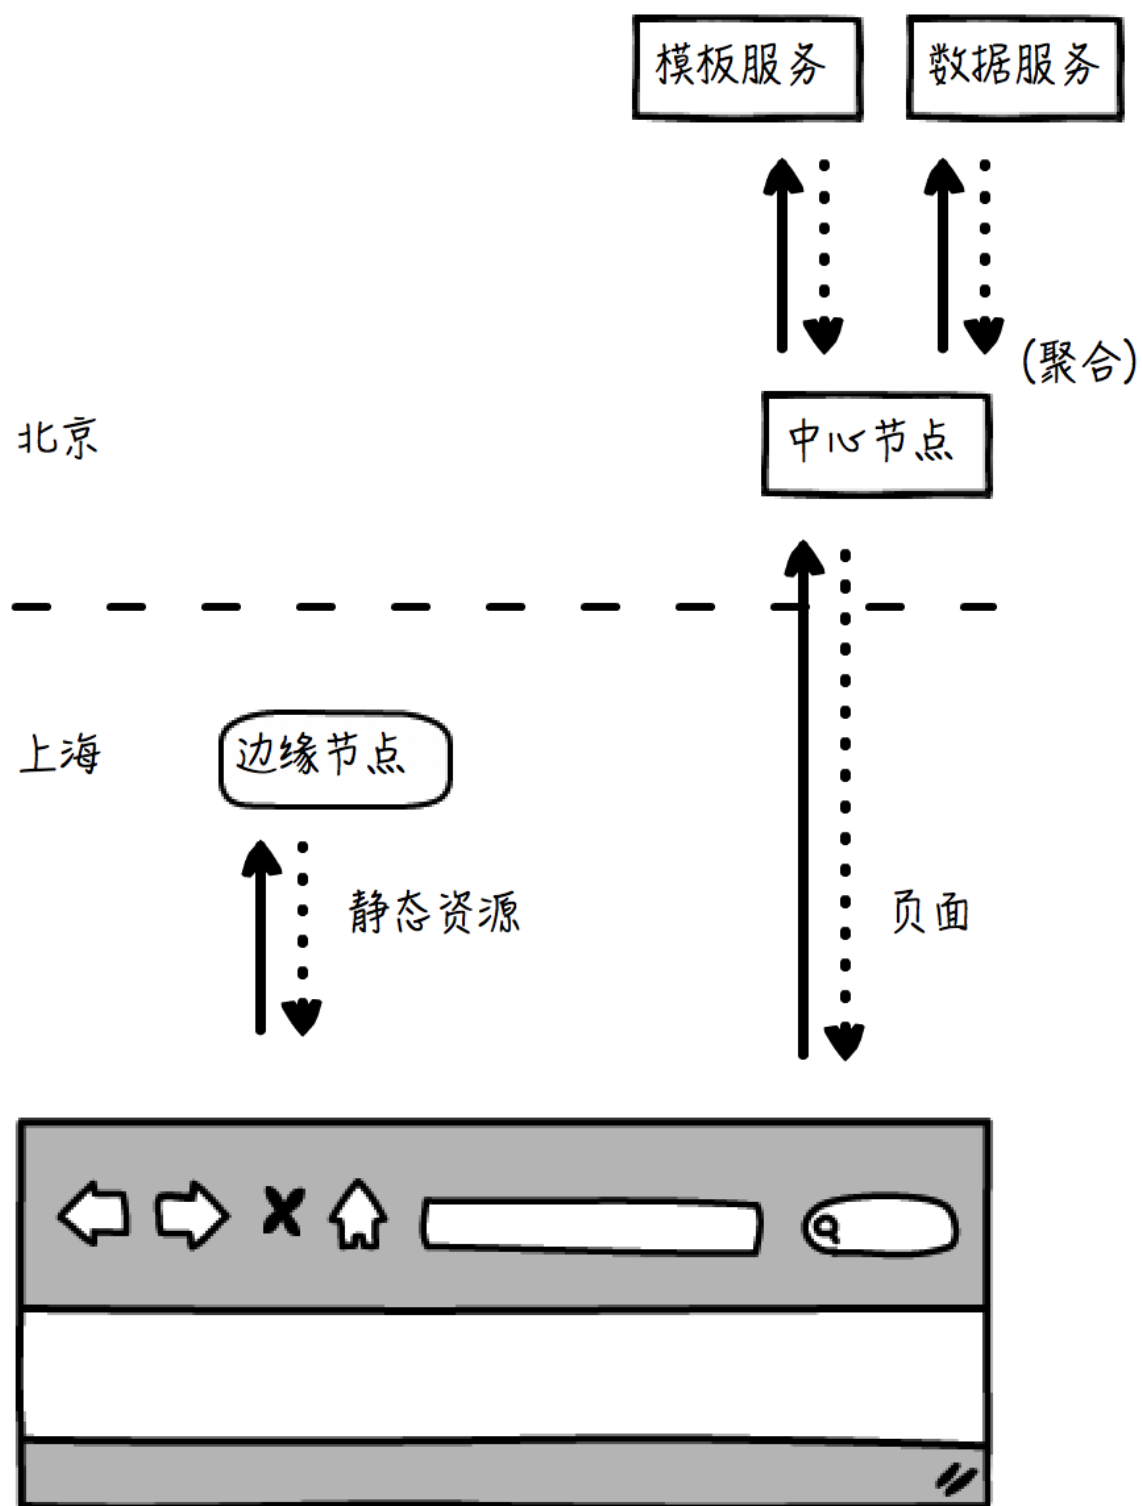 模板服务
数据服务
(聚合)
北京
中心节点
上海
边缘节点
静态资源
页面